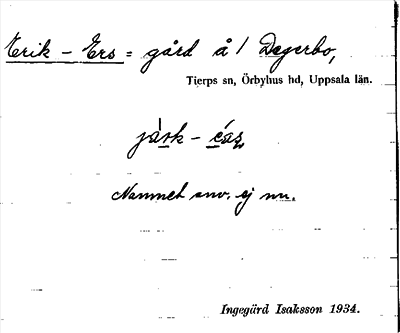 Erik-Ers = gård å/ Degerbo,
Tierps sn, Örbyhus hd, Uppsala län.
Namnet anv. ej nu.
Ingegärd Isaksson 1934.